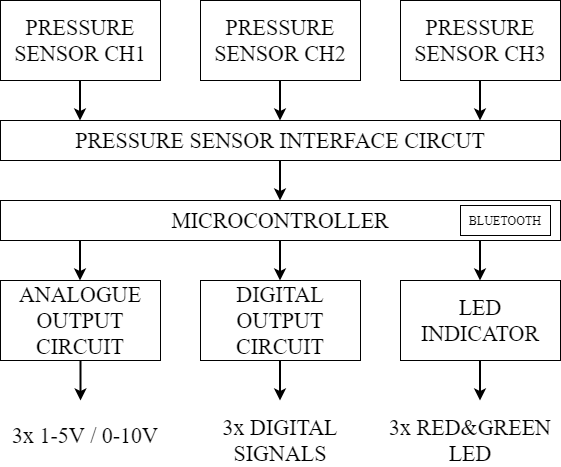 PRESSURE
SENSOR CH1
PRESSURE
SENSOR CH2
PRESSURE
SENSOR CH3
PRESSURE SENSOR INTERFACE CIRCUT
MICROCONTROLLER
BLUETOOTH
ANALOGUE
OUTPUT
CIRCUIT
DIGITAL
OUTPUT
CIRCUIT
LED
INDICATOR
3x 1-5V / 0-10V
3x DIGITAL
SIGNALS
3x RED&GREEN
LED